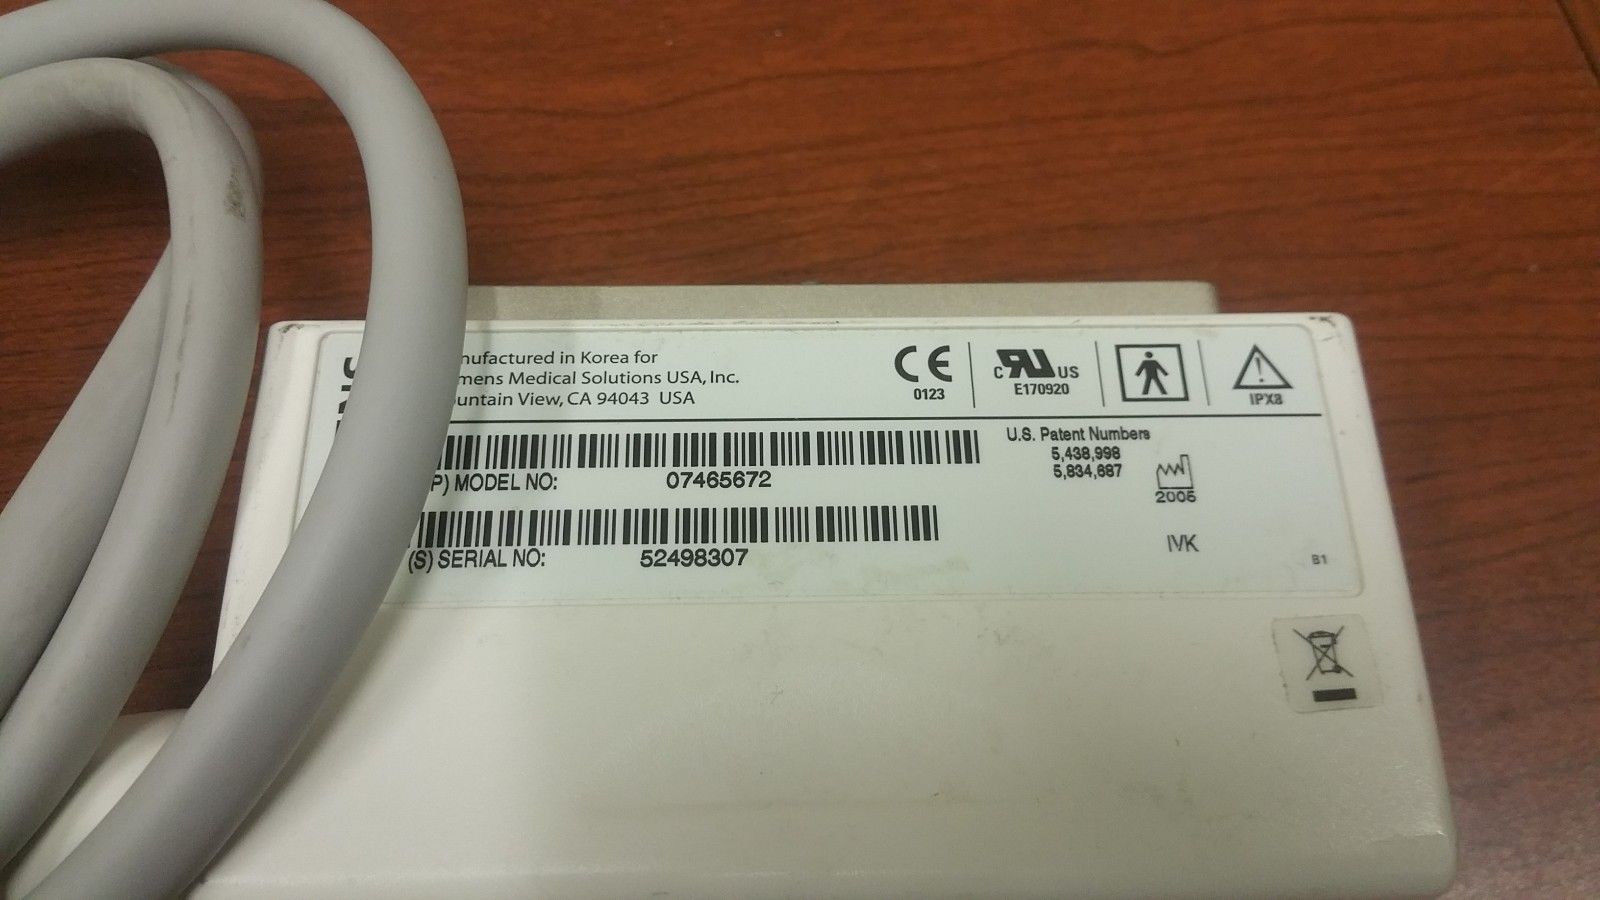 nufactured in Korea for
mens Medical Solutions USA, Inc.
untain View, CA 94043 USA
CE
0123
C RU US
E170920
IPX8
(P) MODEL NO: 07465672
(S) SERIAL NO: 52498307
U.S. Patent Numbers
5,438,998
5,834,687
IVK
B1